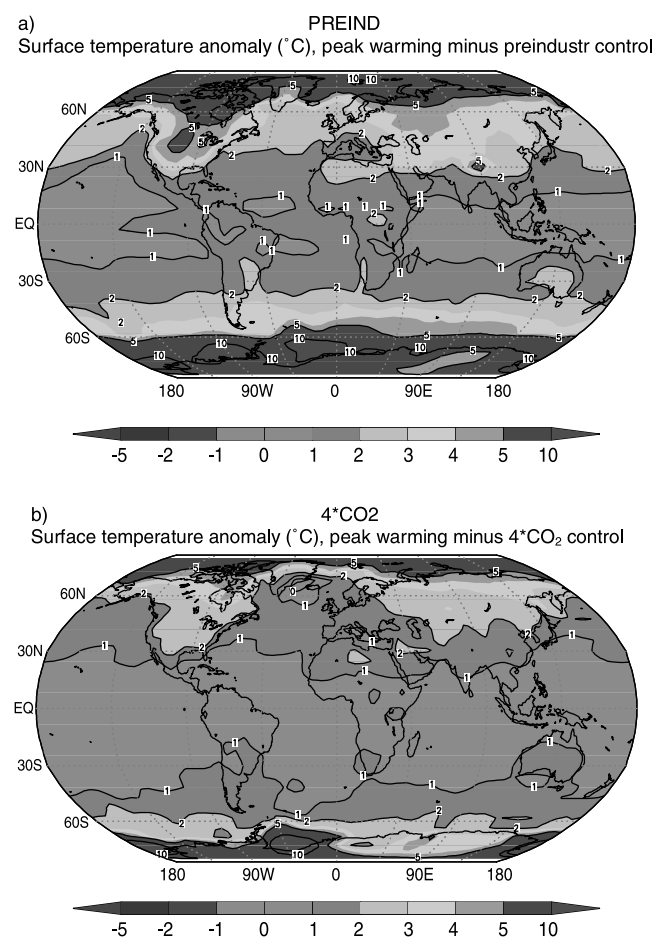 a)
PREIND
Surface temperature anomaly (˚C), peak warming minus preindustr control
60N
30N
EQ
30S
60S
180 90W 0 90E 180
-5 -2 -1 0 1 2 3 4 5 10
b)
4*CO2
Surface temperature anomaly (˚C), peak warming minus 4*CO₂ control
60N
30N
EQ
30S
60S
180 90W 0 90E 180
-5 -2 -1 0 1 2 3 4 5 10